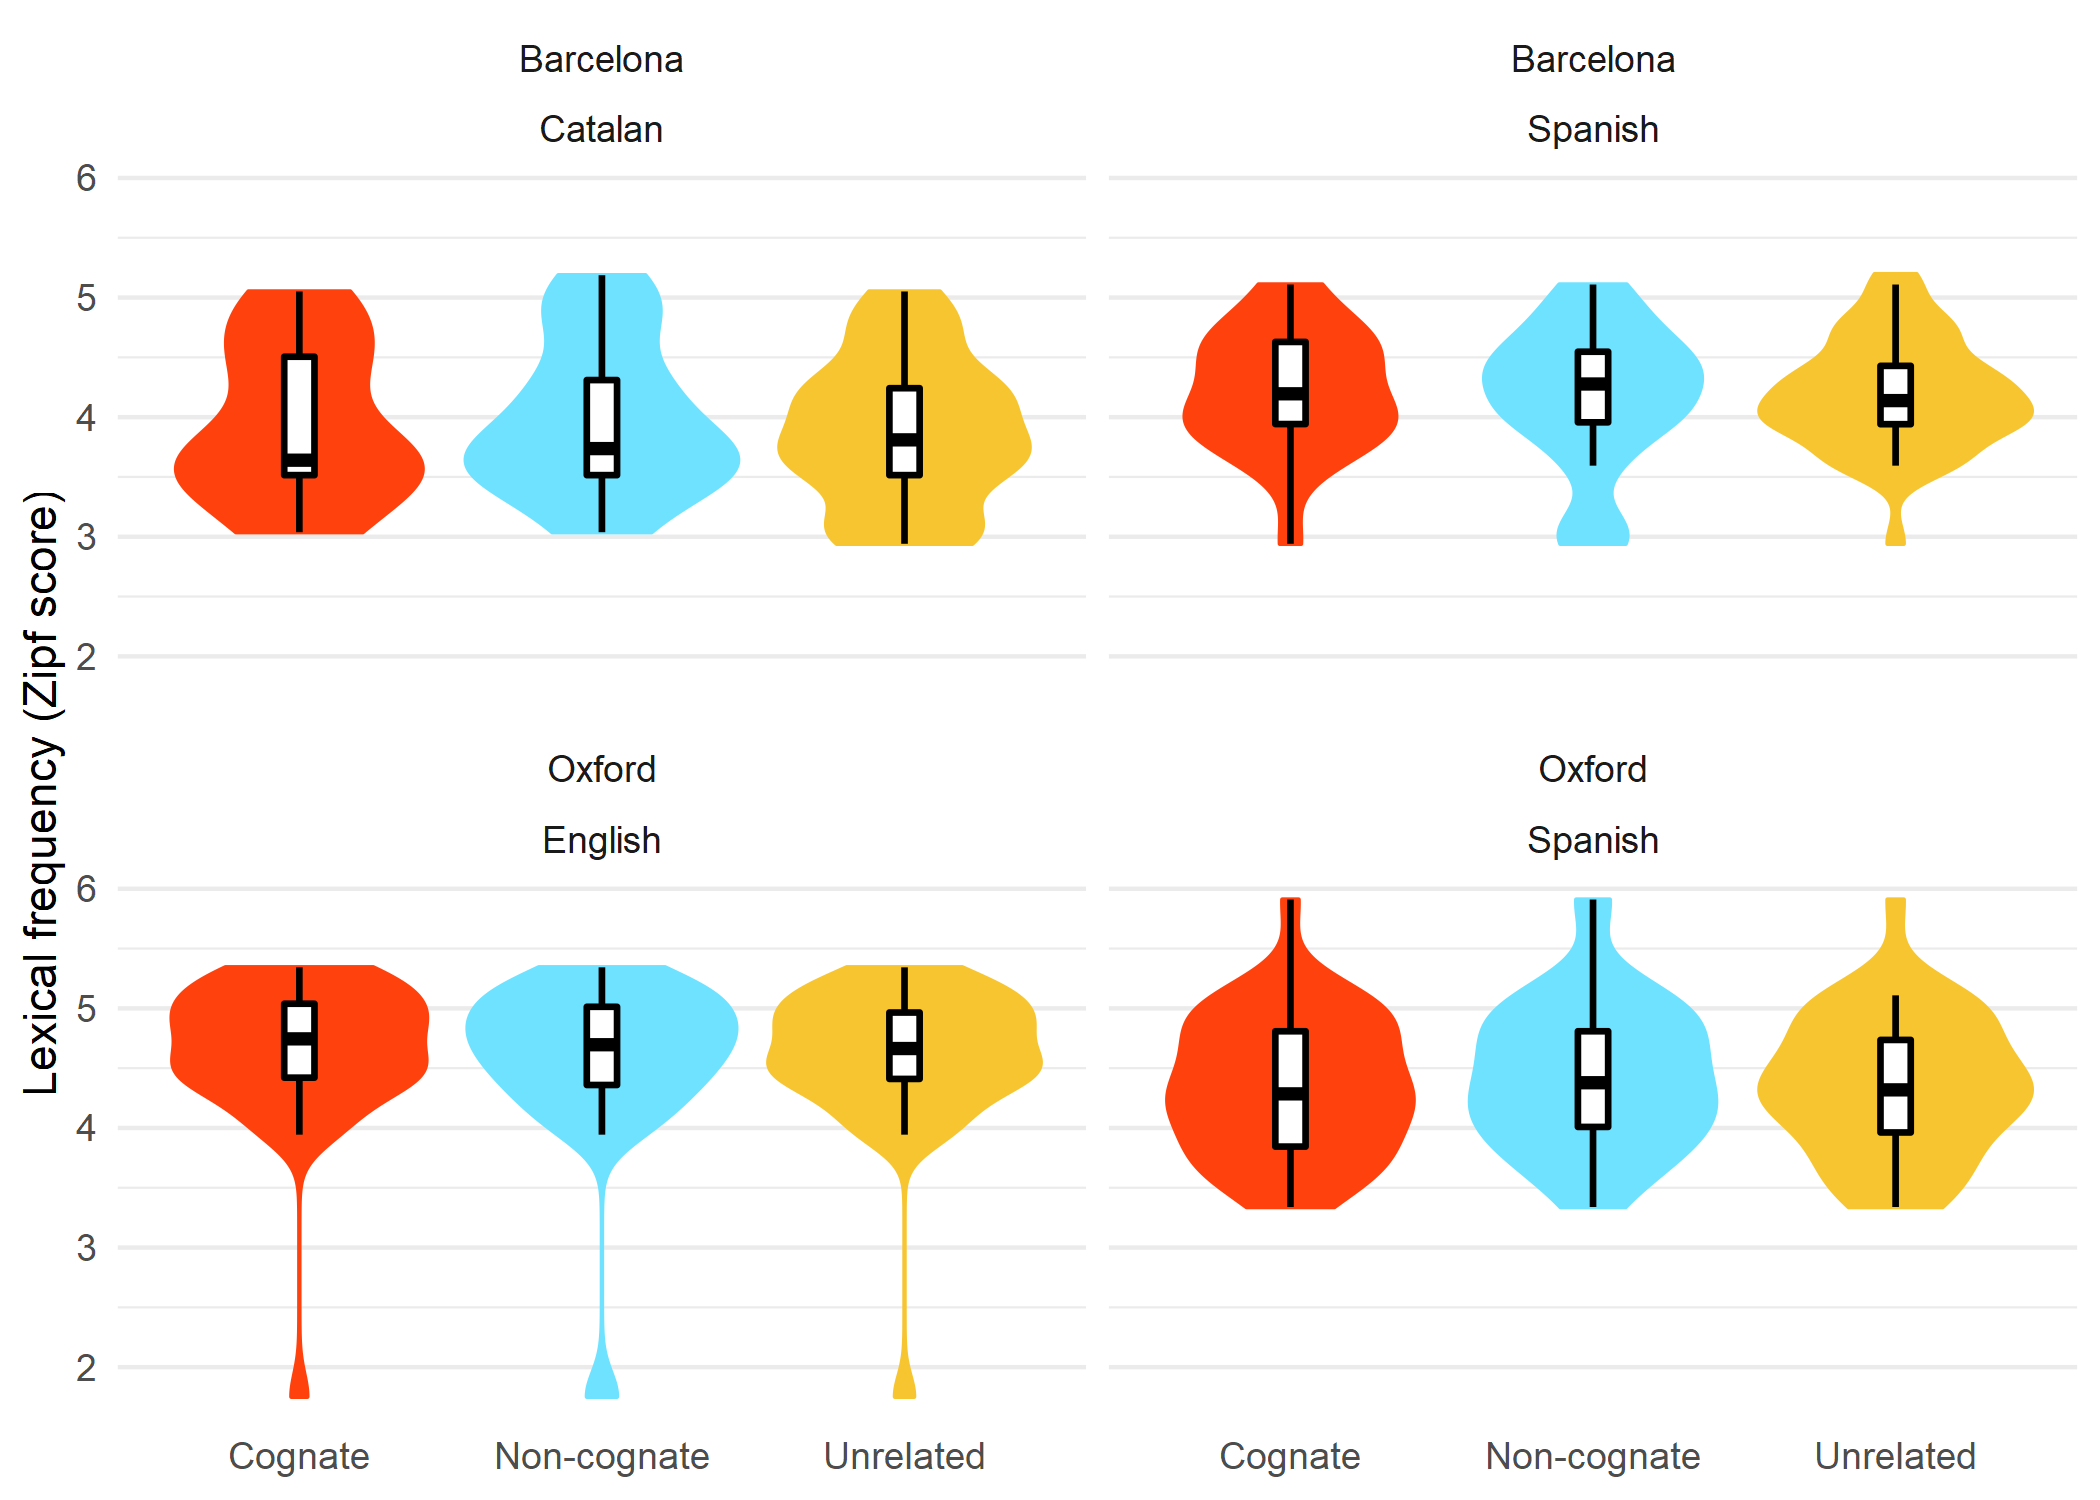 Barcelona
Catalan
Barcelona
Spanish
6
5
4
3
2
Lexical frequency (Zipf score)
Oxford
English
Oxford
Spanish
6
5
4
3
2
Cognate
Non-cognate
Unrelated
Cognate
Non-cognate
Unrelated